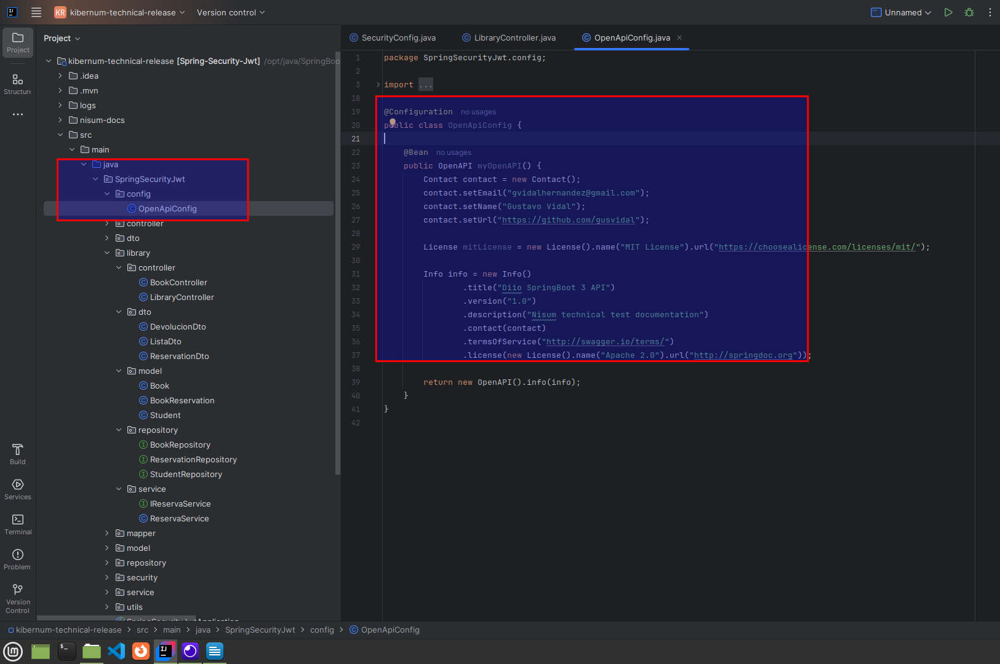 KR kibernum-technical-release Version control Unnamed
Project
Structure
Build
Services
Terminal
Problem
Version
Control
Project
kibernum-technical-release [Spring-Security-Jwt] /opt/java/SpringBoo
.idea
.mvn
logs
nisum-docs
src
main
java
SpringSecurityJwt
config
OpenApiConfig
controller
dto
library
controller
BookController
LibraryController
dto
DevolucionDto
ListaDto
ReservationDto
model
Book
BookReservation
Student
repository
BookRepository
ReservationRepository
StudentRepository
service
IReservaService
ReservaService
mapper
model
repository
security
service
utils
SpringSecurityJwtApplication
SecurityConfig.java LibraryController.java OpenApiConfig.java
1 package SpringSecurityJwt.config;
2
3 import ...
18
19 @Configuration no usages
20 public class OpenApiConfig {
21
22 @Bean no usages
23 public OpenAPI myOpenAPI() {
24 Contact contact = new Contact();
25 contact.setEmail("gvidalhernandez@gmail.com");
26 contact.setName("Gustavo Vidal");
27 contact.setUrl("https://github.com/gusvidal");
28
29 License mitLicense = new License().name("MIT License").url("https://choosealicense.com/licenses/mit/");
30
31 Info info = new Info()
32 .title("Diio SpringBoot 3 API")
33 .version("1.0")
34 .description("Nisum technical test documentation")
35 .contact(contact)
36 .termsOfService("http://swagger.io/terms/")
37 .license(new License().name("Apache 2.0").url("http://springdoc.org"));
38
39 return new OpenAPI().info(info);
40 }
41 }
42
kibernum-technical-release > src > main > java > SpringSecurityJwt > config > OpenApiConfig